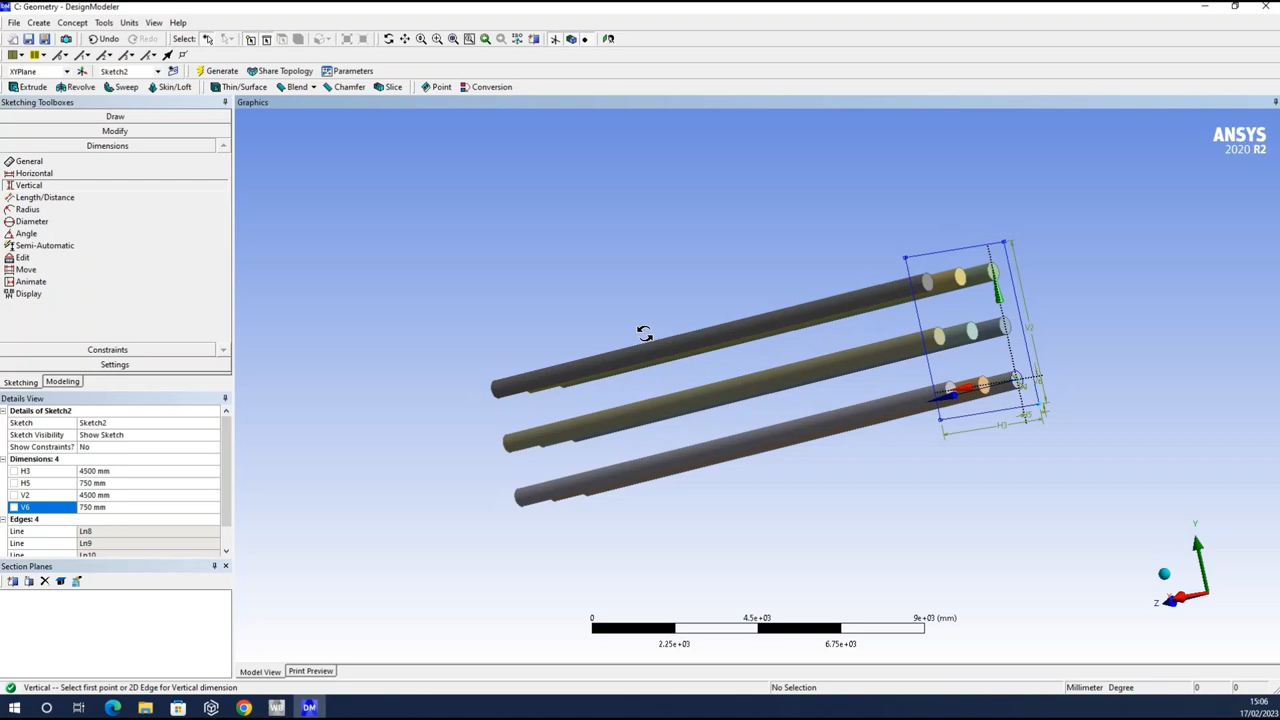 C: Geometry - DesignModeler
File Create Concept Tools Units View Help
Undo Redo Select:
XYPlane Sketch2 Generate Share Topology Parameters
Extrude Revolve Sweep Skin/Loft Thin/Surface Blend Chamfer Slice Point Conversion
Sketching Toolboxes
Graphics
Draw
Modify
Dimensions
General
Horizontal
Vertical
Length/Distance
Radius
Diameter
Angle
Semi-Automatic
Edit
Move
Animate
Display
Constraints
Settings
Sketching Modeling
Details View
Details of Sketch2
Sketch Sketch2
Sketch Visibility Show Sketch
Show Constraints? No
Dimensions: 4
H3 4500 mm
H5 750 mm
V2 4500 mm
V6 750 mm
Edges: 4
Line Ln8
Line Ln9
Line Ln10
Section Planes
ANSYS
2020 R2
V2
H3
Y
Z
0 4.5e+03 9e+03 (mm)
2.25e+03 6.75e+03
Model View Print Preview
Vertical -- Select first point or 2D Edge for Vertical dimension
No Selection
Millimeter Degree 0 0
WB
DM
15:06
17/02/2023